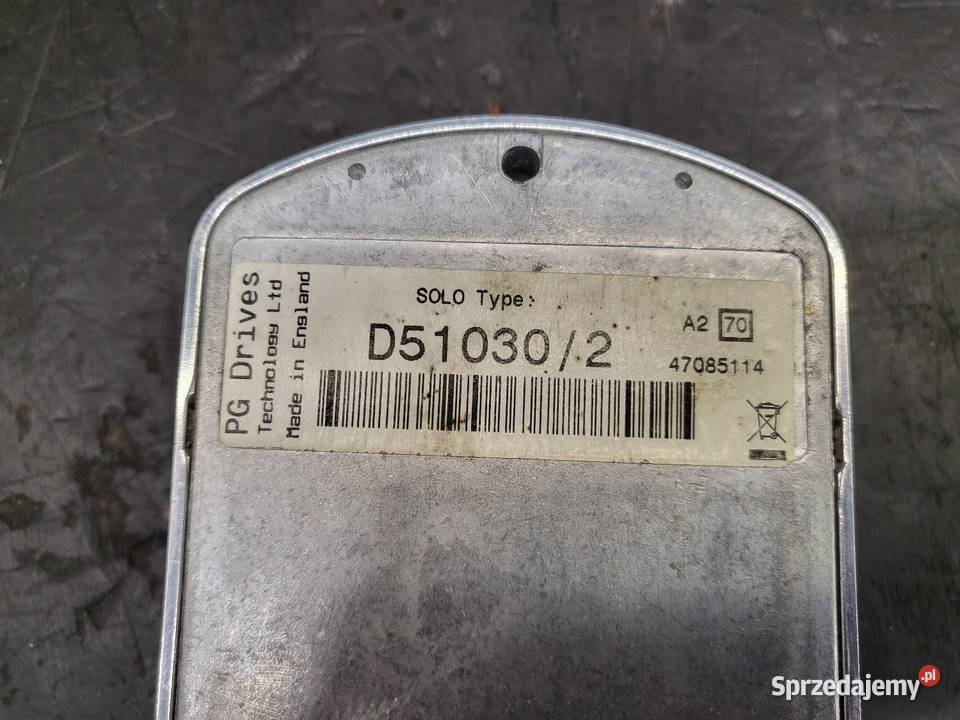 PG Drives
Technology Ltd
Made in England
SOLO Type:
D51030/2
A2 70
47085114
Sprzedajemy.pl